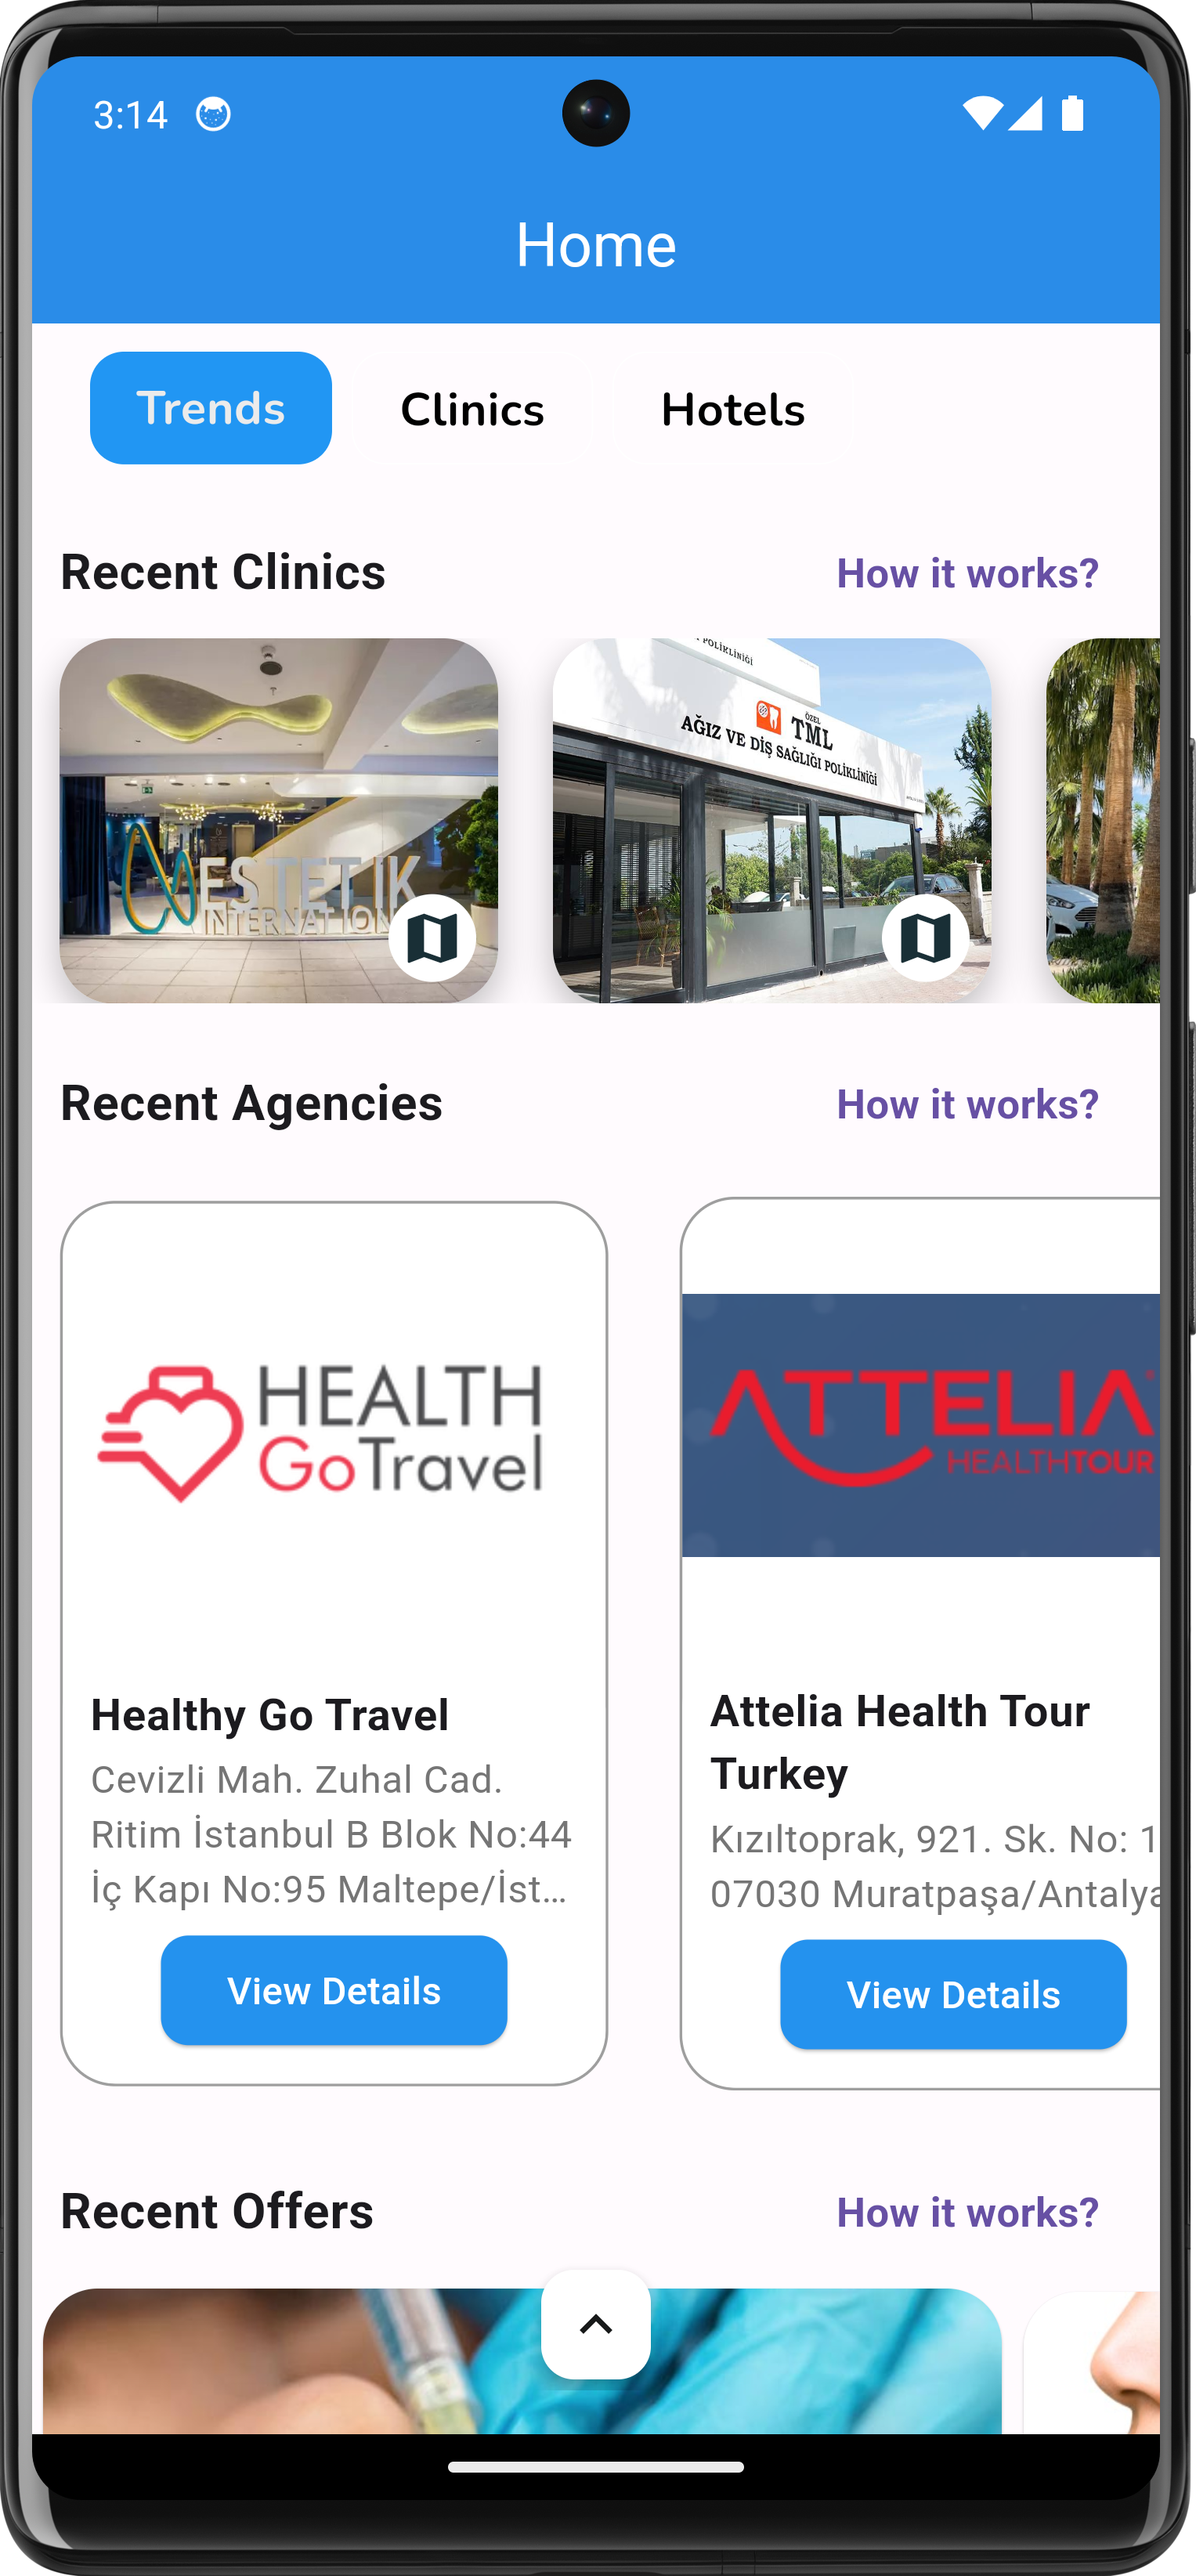 3:14
Home
Trends
Clinics
Hotels
Recent Clinics
How it works?
ESTETIK
INTERNATION
POLİKLİNİĞİ
ÖZEL
TML
AĞIZ VE DİŞ SAĞLIĞI POLİKLİNİĞİ
Recent Agencies
How it works?
HEALTH
GoTravel
Healthy Go Travel
Cevizli Mah. Zuhal Cad.
Ritim İstanbul B Blok No:44
İç Kapı No:95 Maltepe/İst...
View Details
ATTELIA
HEALTHTOUR
Attelia Health Tour
Turkey
Kızıltoprak, 921. Sk. No: 1
07030 Muratpaşa/Antalya
View Details
Recent Offers
How it works?